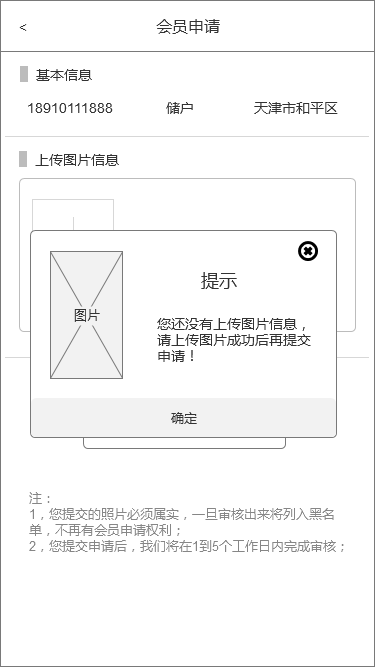 <
会员申请
基本信息
18910111888 储户 天津市和平区
上传图片信息
提示
图片
您还没有上传图片信息，
请上传图片成功后再提交
申请！
确定
注：
1，您提交的照片必须属实，一旦审核出来将列入黑名
单，不再有会员申请权利；
2，您提交申请后，我们将在1到5个工作日内完成审核；